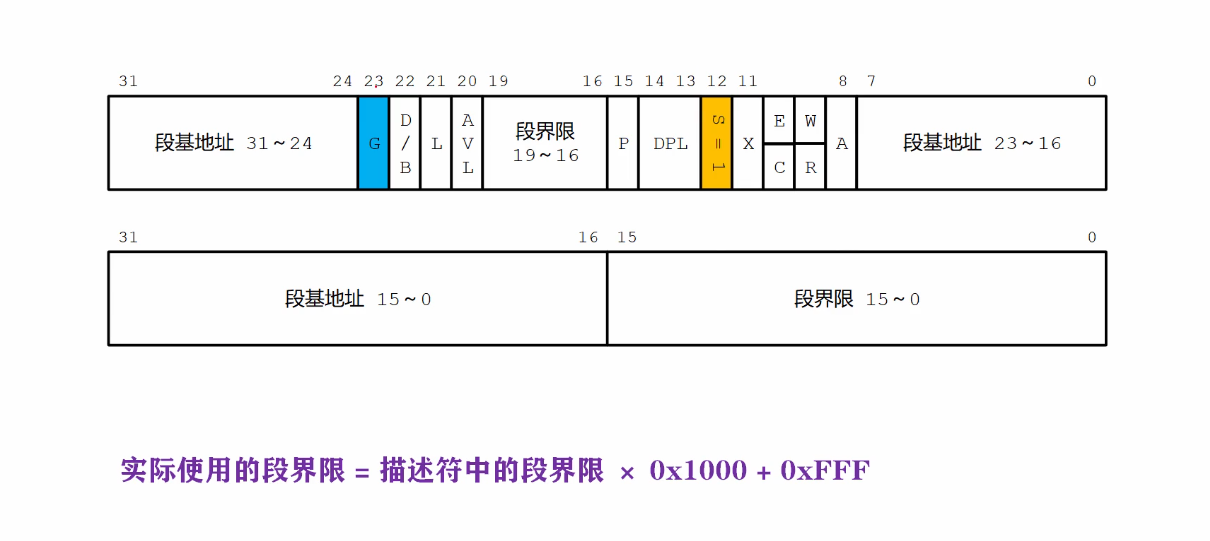 31 24 23 22 21 20 19 16 15 14 13 12 11 8 7 0
段基地址 31~24 G D/B L AVL 段界限 19~16 P DPL S=1 X E W C R A 段基地址 23~16
31 16 15 0
段基地址 15~0 段界限 15~0
实际使用的段界限 = 描述符中的段界限 × 0x1000 + 0xFFF